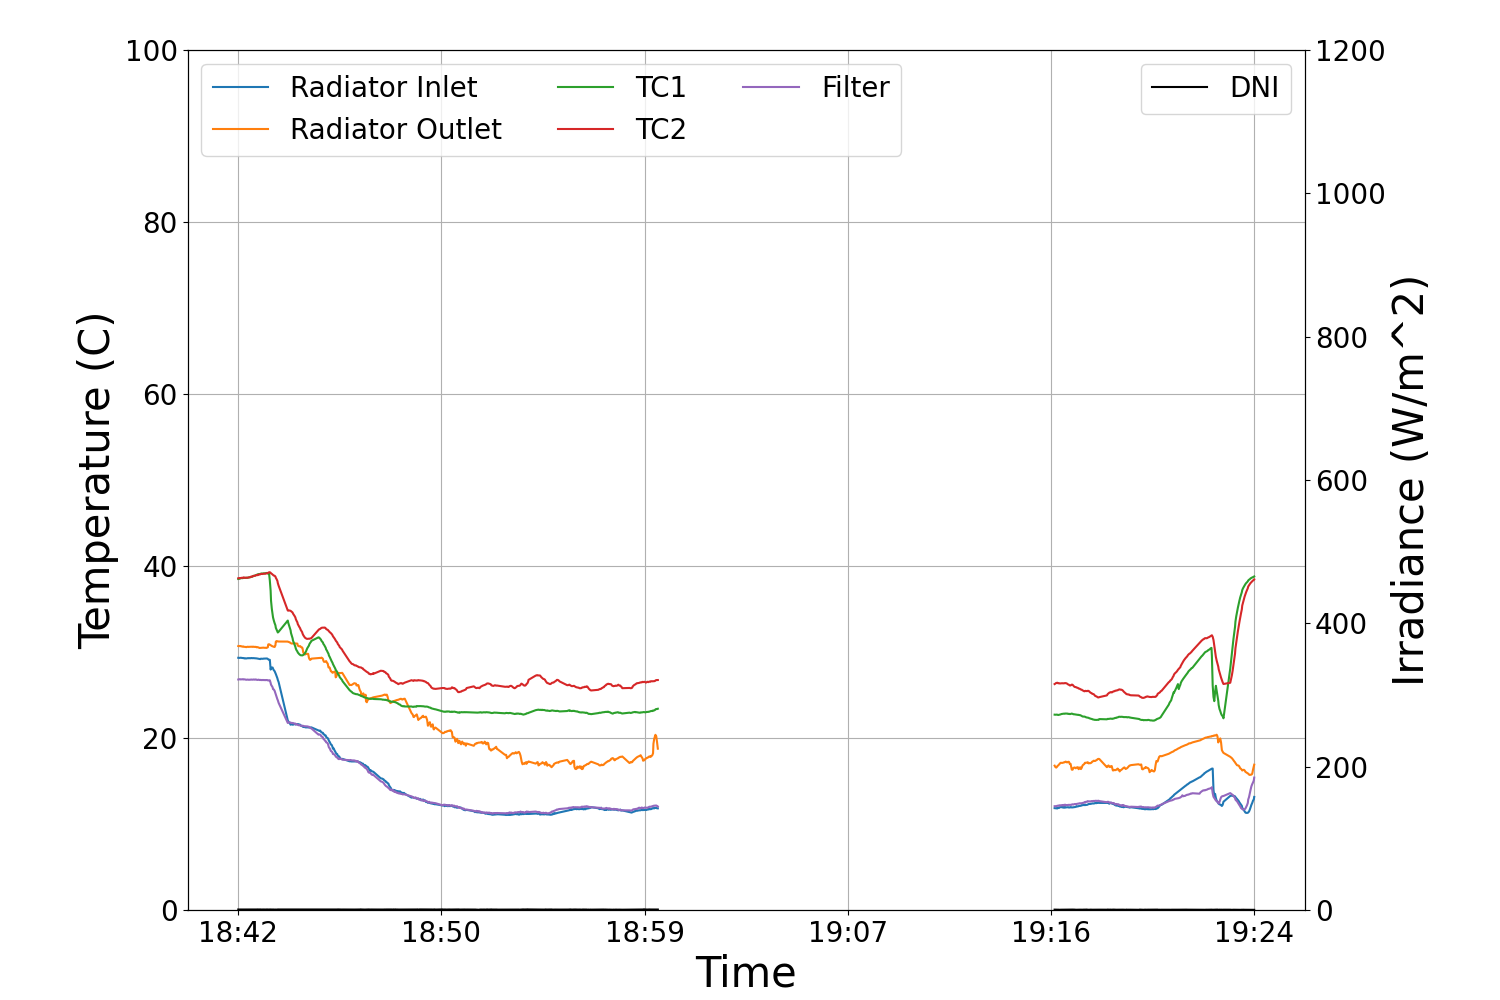 Radiator Inlet
Radiator Outlet
TC1
TC2
Filter
DNI
Temperature (C)
100
80
60
40
20
0
1200
1000
800
600
400
200
0
Irradiance (W/m^2)
18:42 18:50 18:59 19:07 19:16 19:24
Time